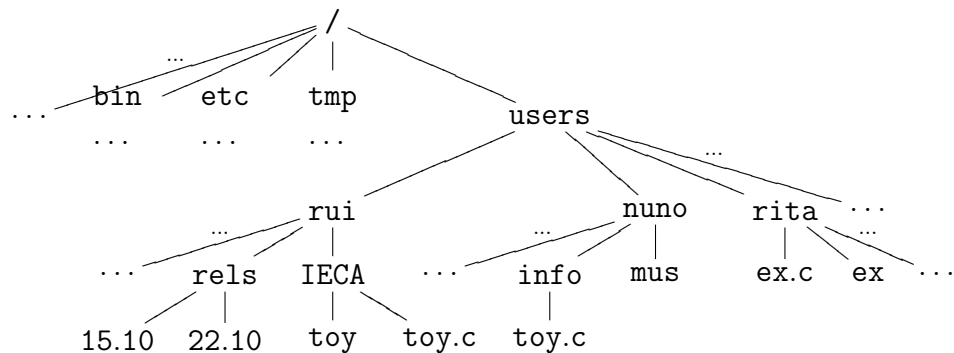 /
...
bin etc tmp
... users
... ... ...
...
rui nuno rita ...
... ... ...
... rels IECA ... info mus ex.c ex ...
15.10 22.10 toy toy.c toy.c